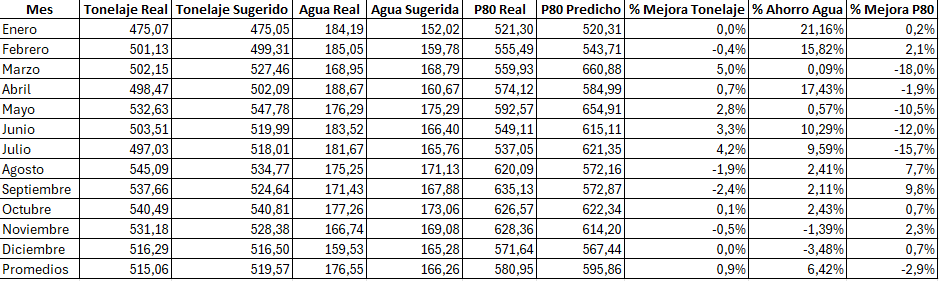 Mes Tonelaje Real Tonelaje Sugerido Agua Real Agua Sugerida P80 Real P80 Predicho % Mejora Tonelaje % Ahorro Agua % Mejora P80
Enero 475,07 475,05 184,19 152,02 521,30 520,31 0,0% 21,16% 0,2%
Febrero 501,13 499,31 185,05 159,78 555,49 543,71 -0,4% 15,82% 2,1%
Marzo 502,15 527,46 168,95 168,79 559,93 660,88 5,0% 0,09% -18,0%
Abril 498,47 502,09 188,67 160,67 574,12 584,99 0,7% 17,43% -1,9%
Mayo 532,63 547,78 176,29 175,29 592,57 654,91 2,8% 0,57% -10,5%
Junio 503,51 519,99 183,52 166,40 549,11 615,11 3,3% 10,29% -12,0%
Julio 497,03 518,01 181,67 165,76 537,05 621,35 4,2% 9,59% -15,7%
Agosto 545,09 534,77 175,25 171,13 620,09 572,16 -1,9% 2,41% 7,7%
Septiembre 537,66 524,64 171,43 167,88 635,13 572,87 -2,4% 2,11% 9,8%
Octubre 540,49 540,81 177,26 173,06 626,57 622,34 0,1% 2,43% 0,7%
Noviembre 531,18 528,38 166,74 169,08 628,36 614,20 -0,5% -1,39% 2,3%
Diciembre 516,29 516,50 159,53 165,28 571,64 567,44 0,0% -3,48% 0,7%
Promedios 515,06 519,57 176,55 166,26 580,95 595,86 0,9% 6,42% -2,9%